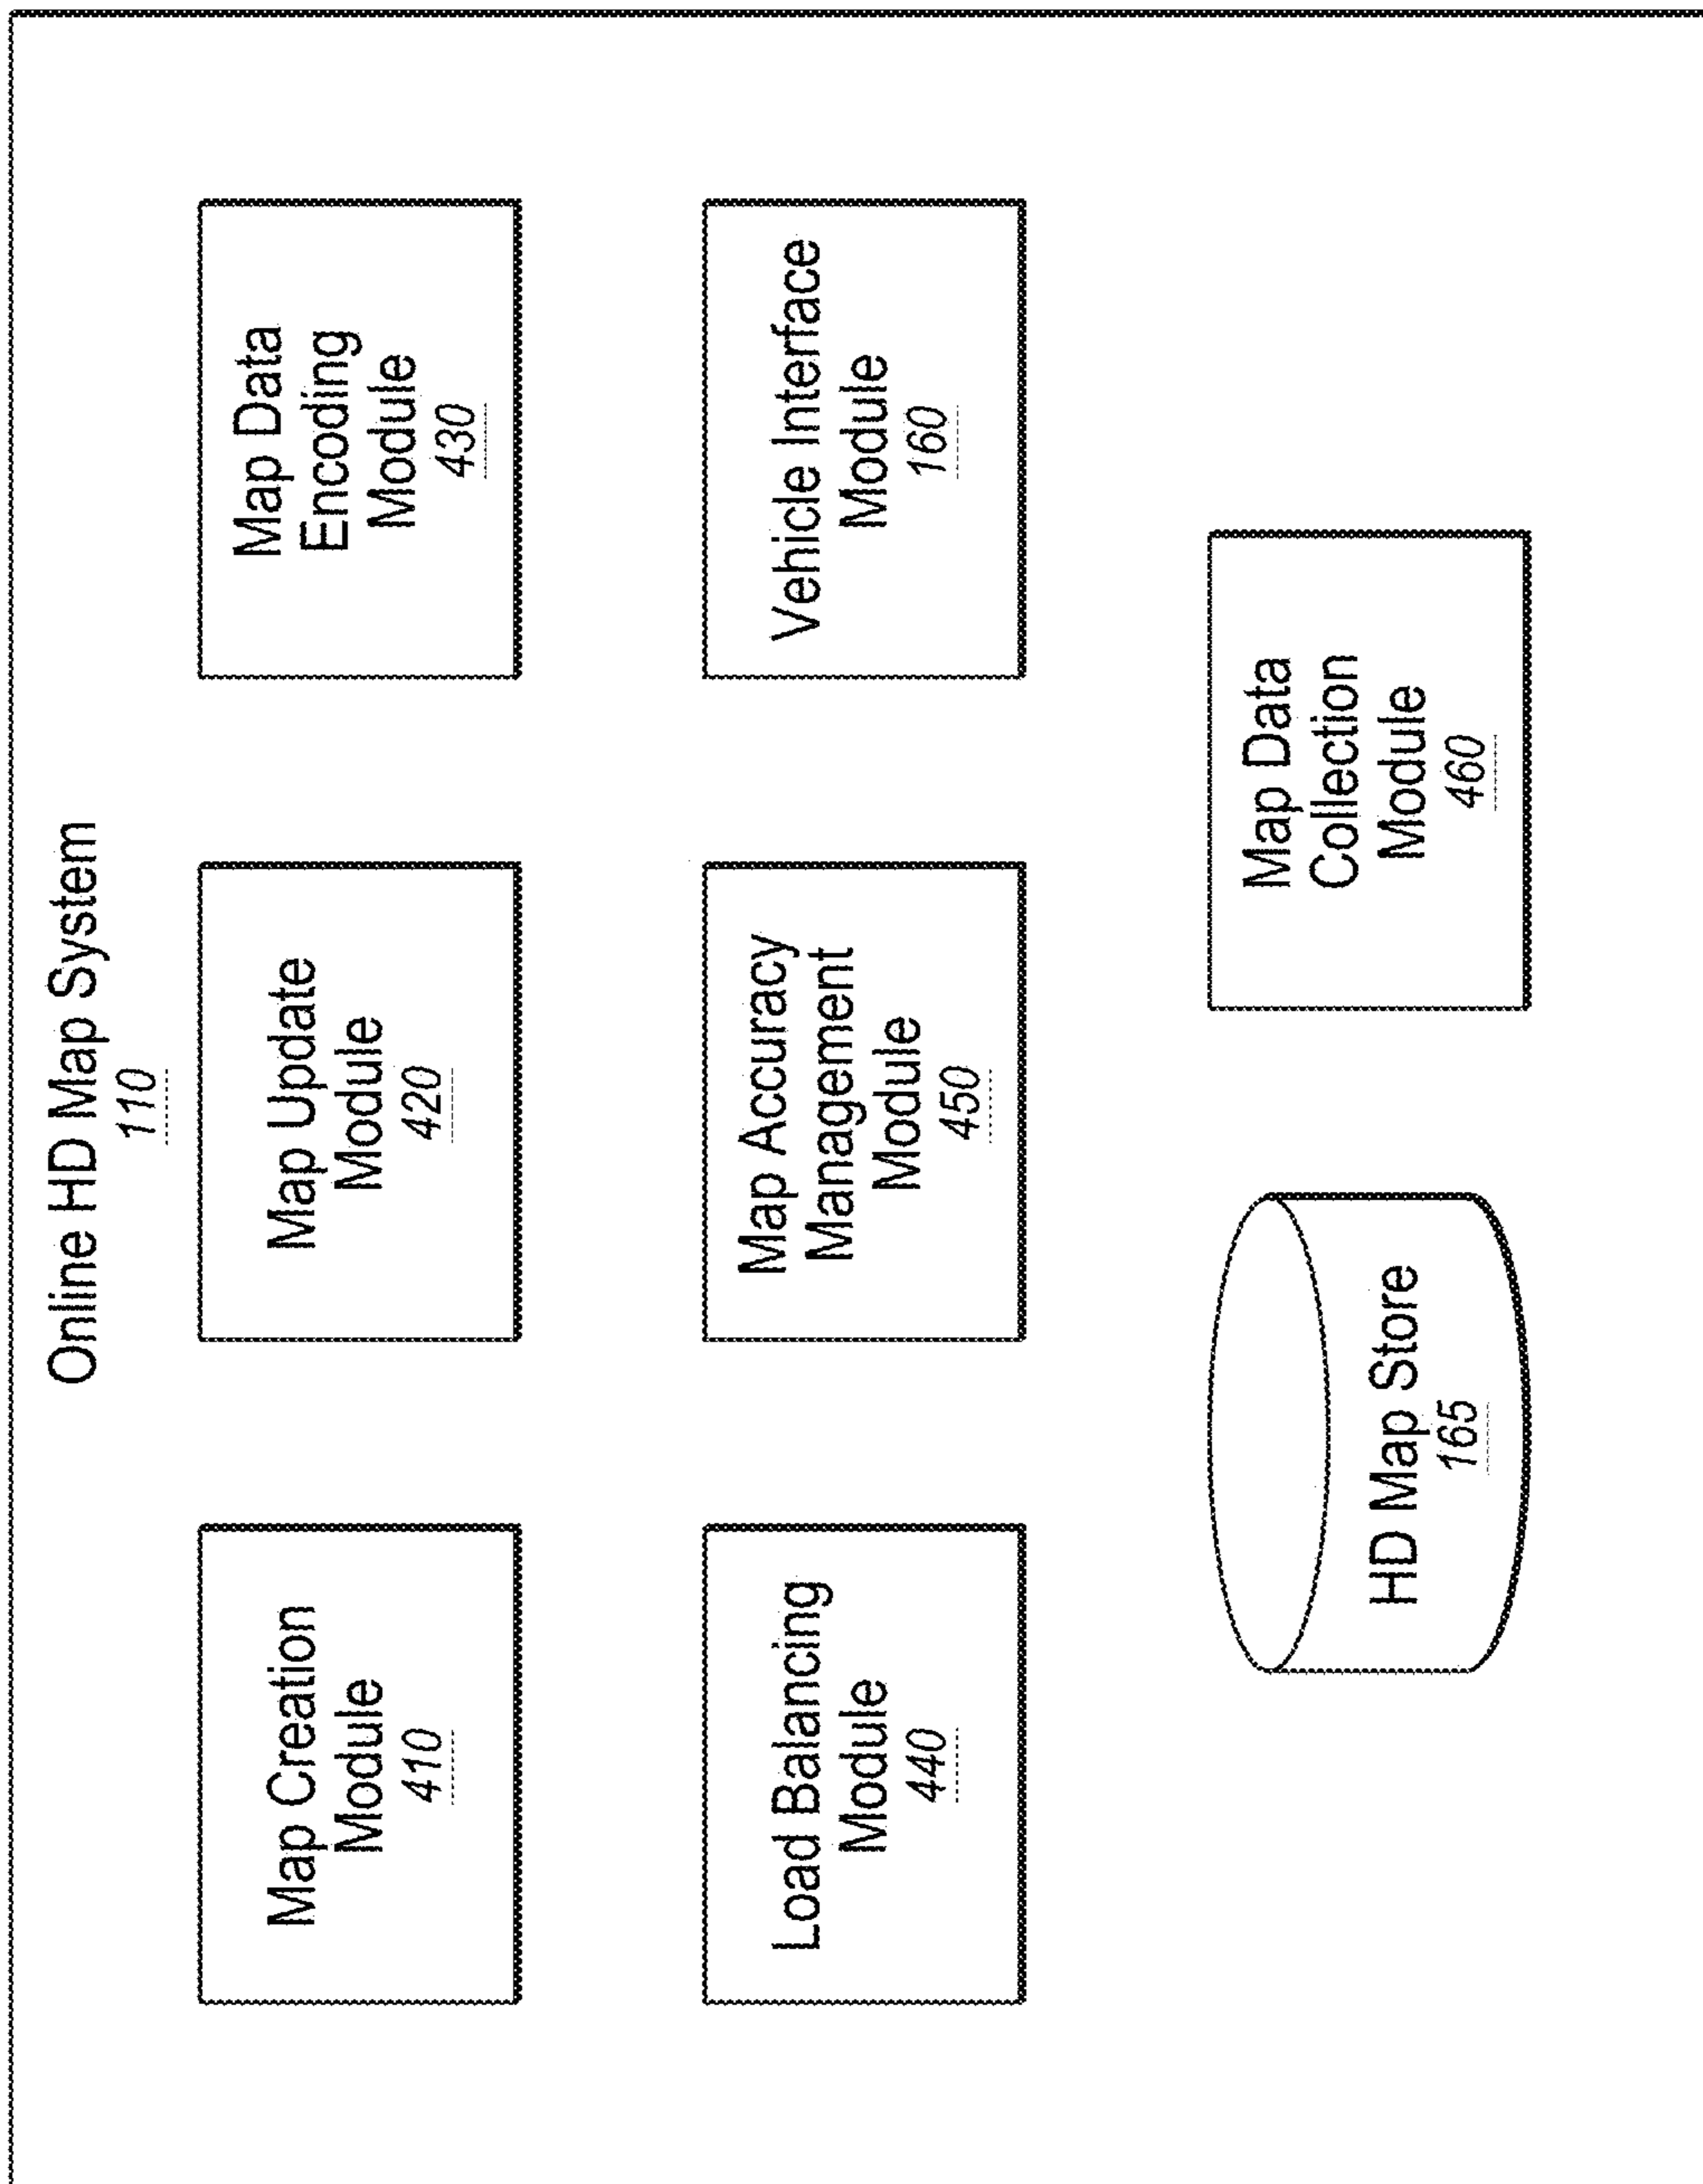 Online HD Map System
110
Map Creation
Module
410
Map Update
Module
420
Map Data
Encoding
Module
430
Load Balancing
Module
440
Map Accuracy
Management
Module
450
Vehicle Interface
Module
160
HD Map Store
165
Map Data
Collection
Module
460